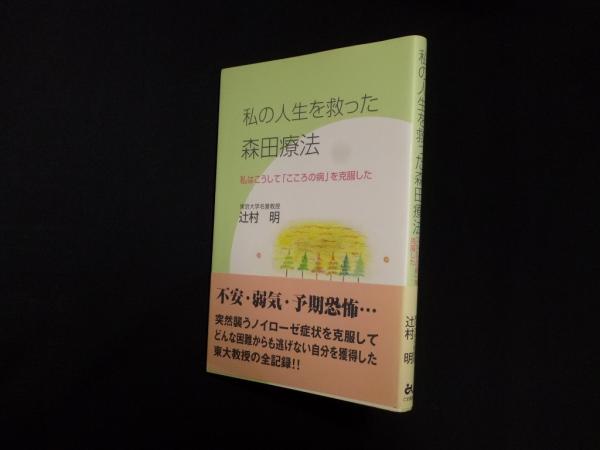 私の人生を救った
森田療法
私はこうして「こころの病」を克服した
東京大学名誉教授
辻村 明
不安・弱気・予期恐怖…
突然襲うノイローゼ症状を克服して
どんな困難からも逃げない自分を獲得した
東大教授の全記録!!
私の人生を救った森田療法
辻村 明